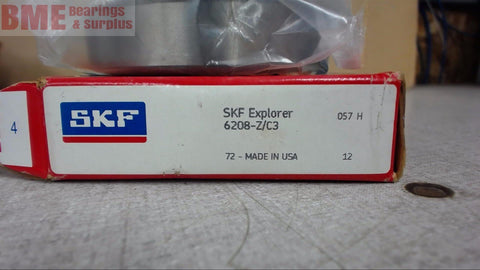 BME Bearings
& Surplus
4
SKF
SKF Explorer
6208-Z/C3
057 H
72 - MADE IN USA
12